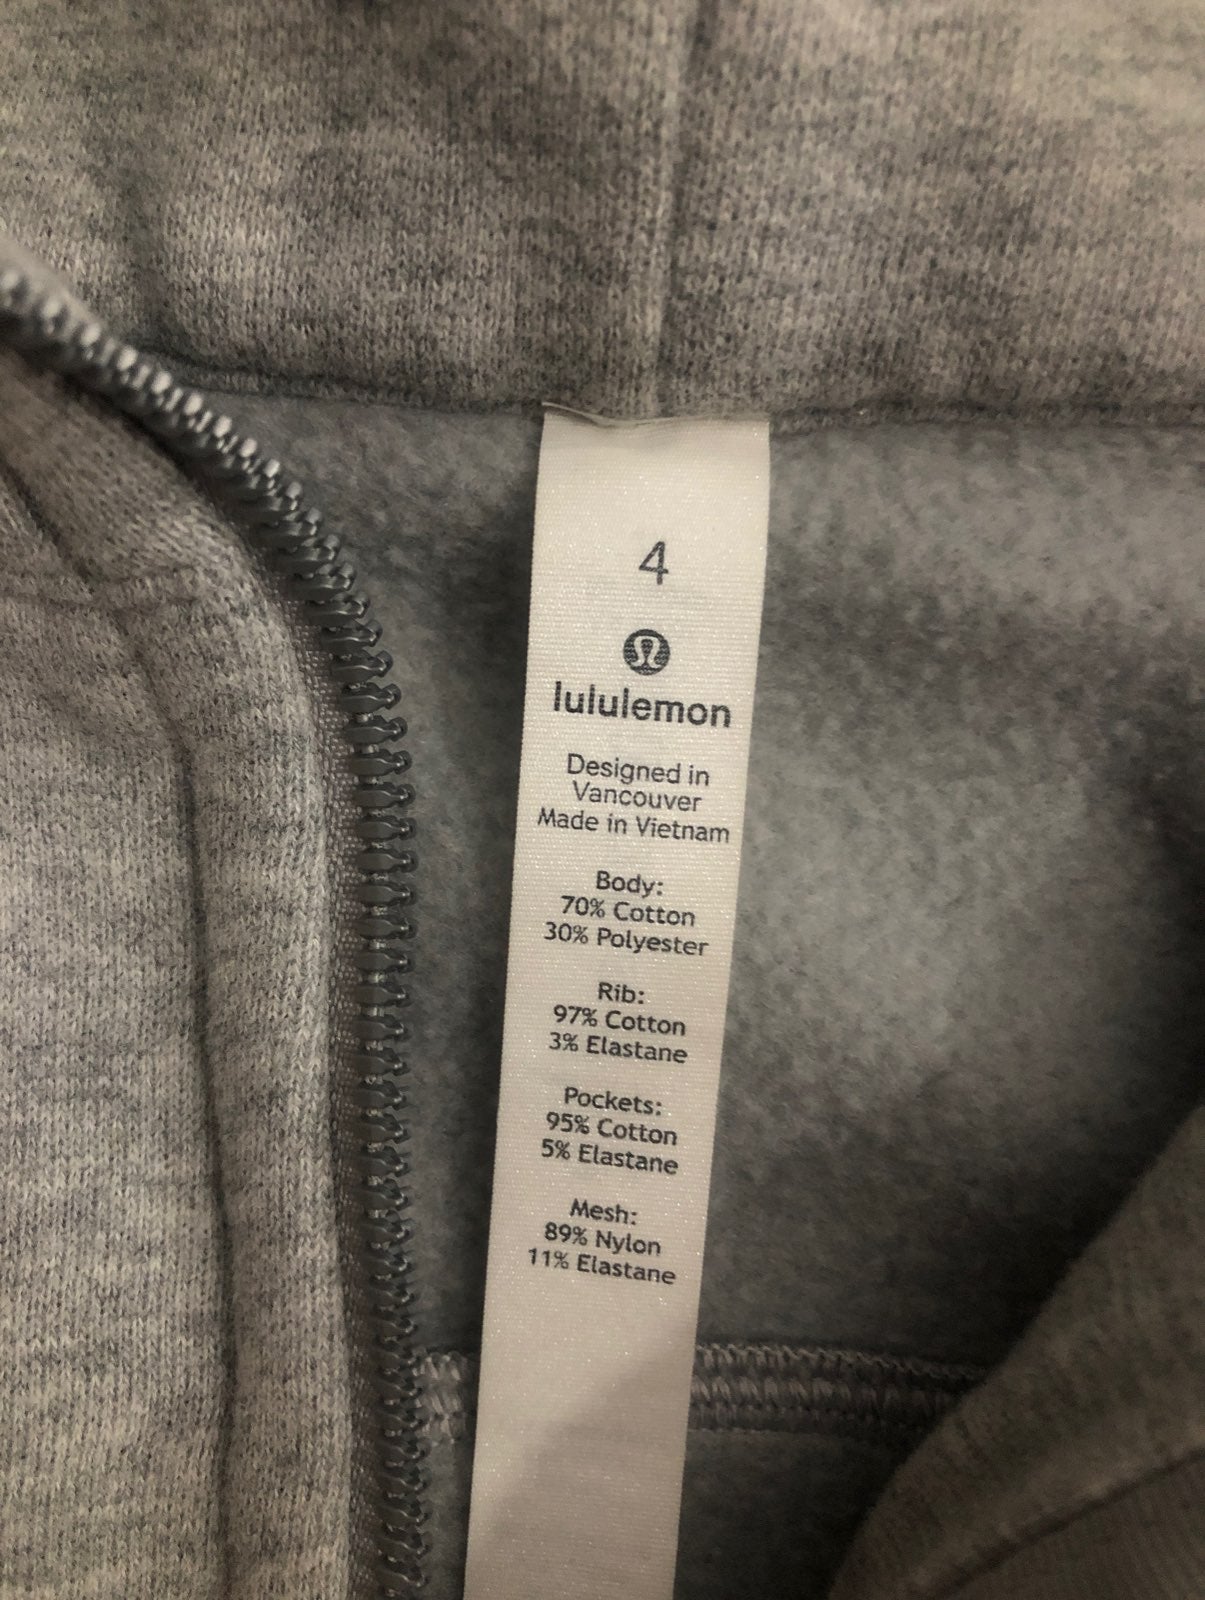 4
lululemon
Designed in
Vancouver
Made in Vietnam
Body:
70% Cotton
30% Polyester
Rib:
97% Cotton
3% Elastane
Pockets:
95% Cotton
5% Elastane
Mesh:
89% Nylon
11% Elastane